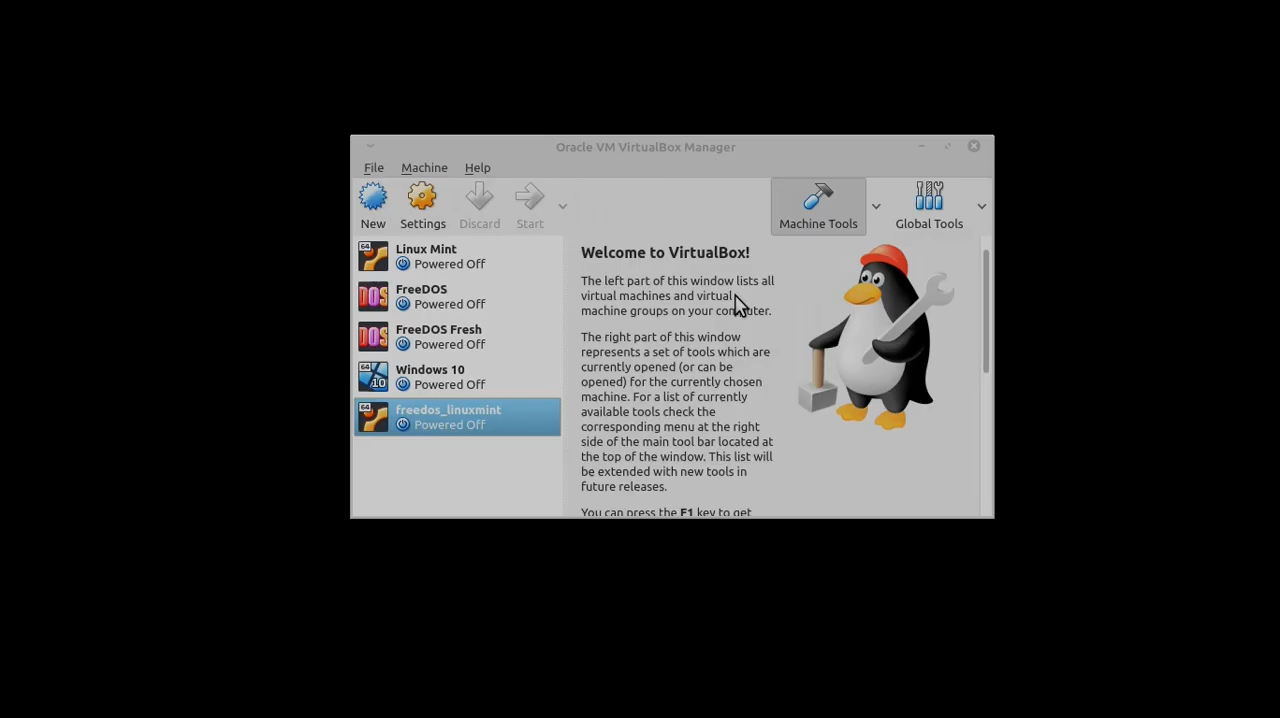 Oracle VM VirtualBox Manager
File Machine Help
New Settings Discard Start Machine Tools Global Tools
64 Linux Mint
Powered Off
DOS FreeDOS
Powered Off
DOS FreeDOS Fresh
Powered Off
64 10 Windows 10
Powered Off
64 freedos_linuxmint
Powered Off
Welcome to VirtualBox!
The left part of this window lists all
virtual machines and virtual
machine groups on your computer.
The right part of this window
represents a set of tools which are
currently opened (or can be
opened) for the currently chosen
machine. For a list of currently
available tools check the
corresponding menu at the right
side of the main tool bar located at
the top of the window. This list will
be extended with new tools in
future releases.
You can press the F1 key to get